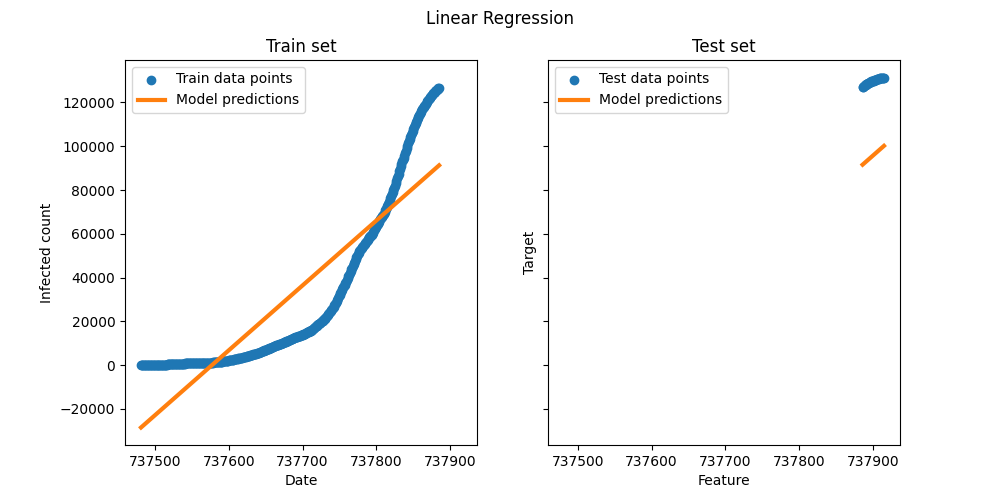 Linear Regression
Train set
Train data points
Model predictions
120000
100000
80000
60000
40000
20000
0
−20000
Infected count
737500 737600 737700 737800 737900
Date
Test set
Test data points
Model predictions
Target
737500 737600 737700 737800 737900
Feature